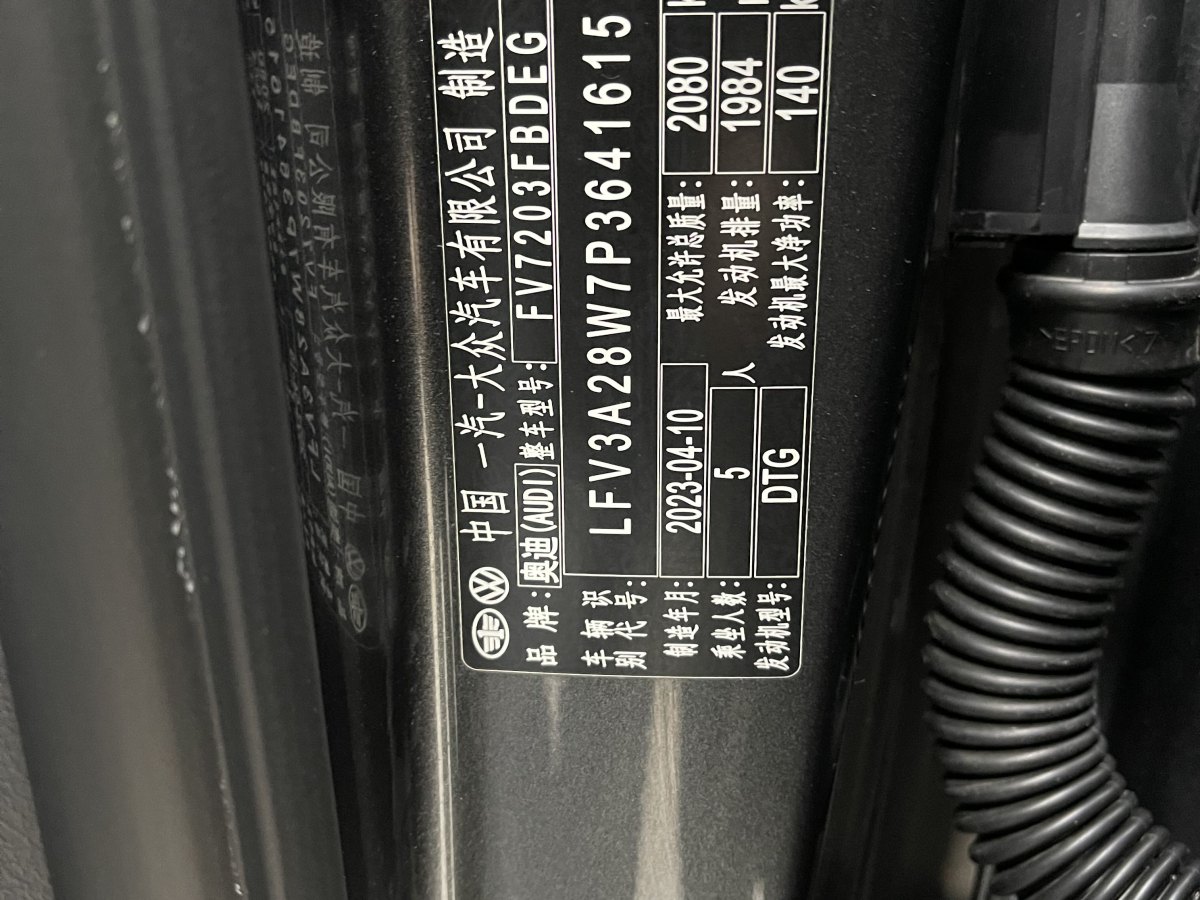 中国 一汽-大众汽车有限公司 制造
品牌: 奥迪(AUDI) 整车型号: FV7203FBDEG
车辆识别代号: LFV3A28W7P3641615
制造年月: 2023-04-10 最大允许总质量: 2080
乘坐人数: 5 人 发动机排量: 1984
发动机型号: DTG 发动机最大净功率: 140